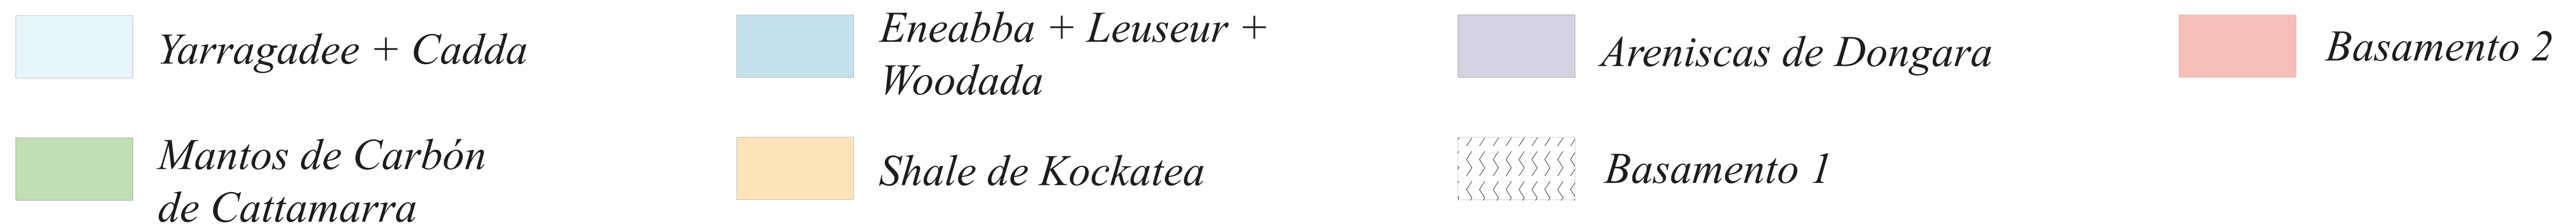 Yarragadee + Cadda
Eneabba + Leuseur +
Woodada
Areniscas de Dongara
Basamento 2
Mantos de Carbón
de Cattamarra
Shale de Kockatea
Basamento 1